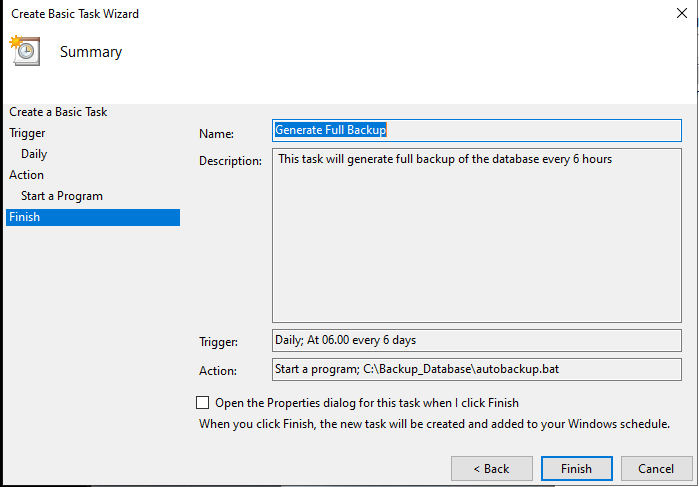 Create Basic Task Wizard
Summary
Create a Basic Task
Trigger
Daily
Action
Start a Program
Finish
Name:
Generate Full Backup
Description:
This task will generate full backup of the database every 6 hours
Trigger:
Daily; At 06.00 every 6 days
Action:
Start a program; C:\Backup_Database\autobackup.bat
Open the Properties dialog for this task when I click Finish
When you click Finish, the new task will be created and added to your Windows schedule.
< Back
Finish
Cancel